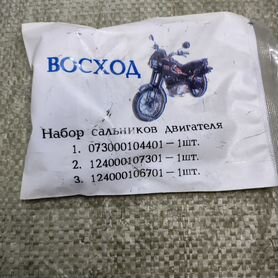 ВОСХОД
Набор сальников двигателя
1. 073000104401 – 1шт.
2. 124000107301 – 1шт.
3. 124000106701 – 1шт.